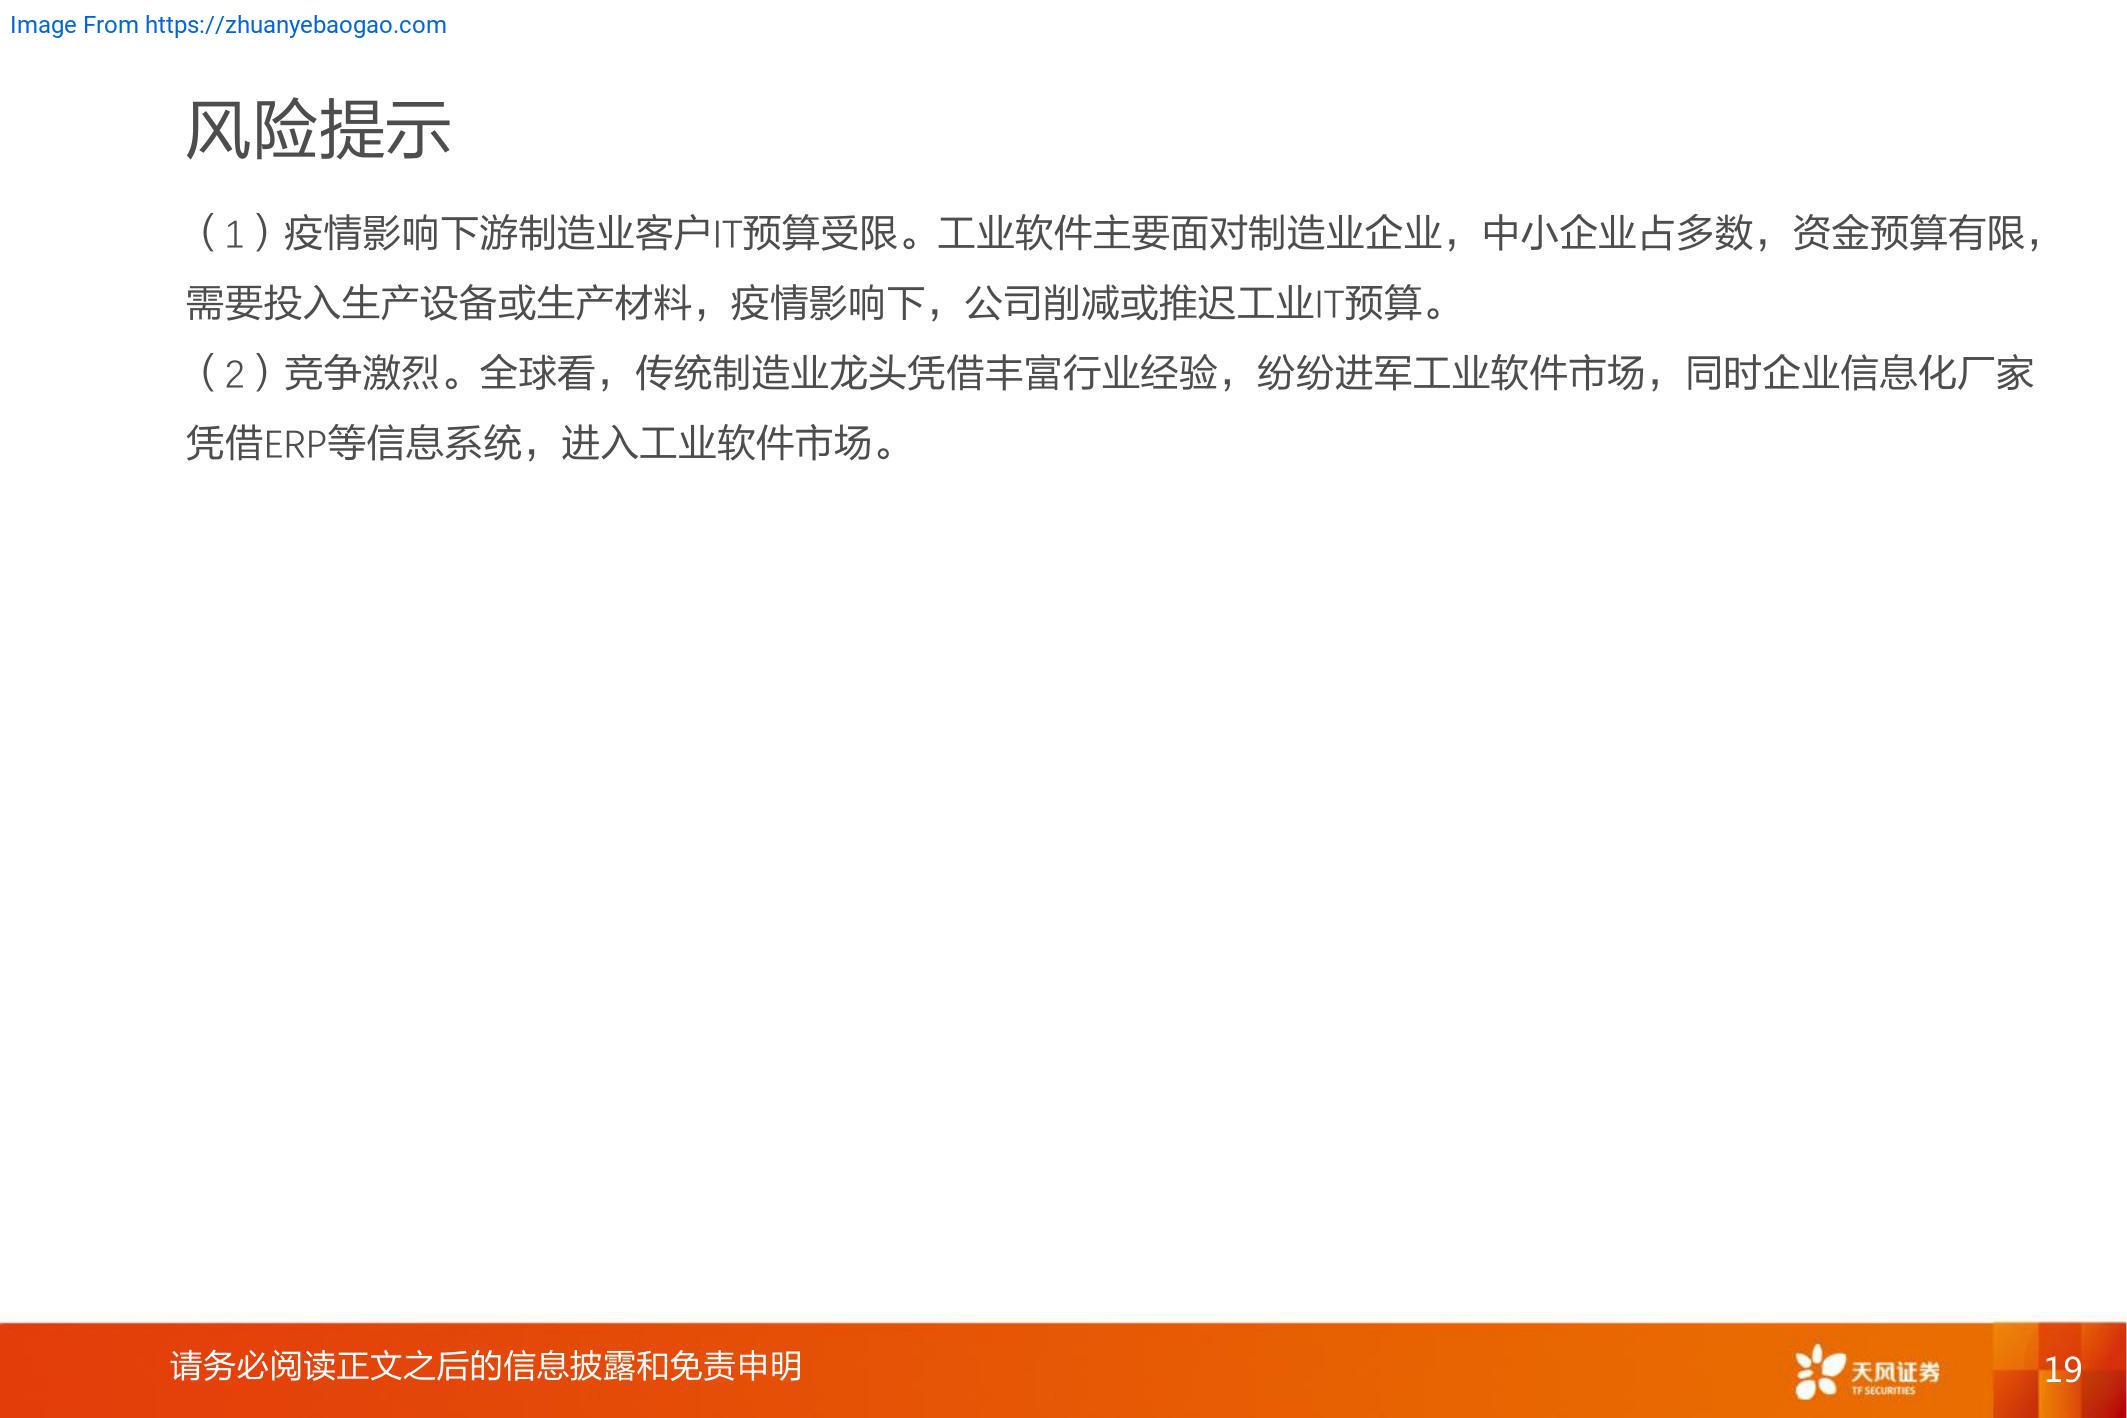 Image From https://zhuanyebaogao.com
风险提示
（1）疫情影响下游制造业客户IT预算受限。工业软件主要面对制造业企业，中小企业占多数，资金预算有限，
需要投入生产设备或生产材料，疫情影响下，公司削减或推迟工业IT预算。
（2）竞争激烈。全球看，传统制造业龙头凭借丰富行业经验，纷纷进军工业软件市场，同时企业信息化厂家
凭借ERP等信息系统，进入工业软件市场。
请务必阅读正文之后的信息披露和免责申明
天风证券
TF SECURITIES
19